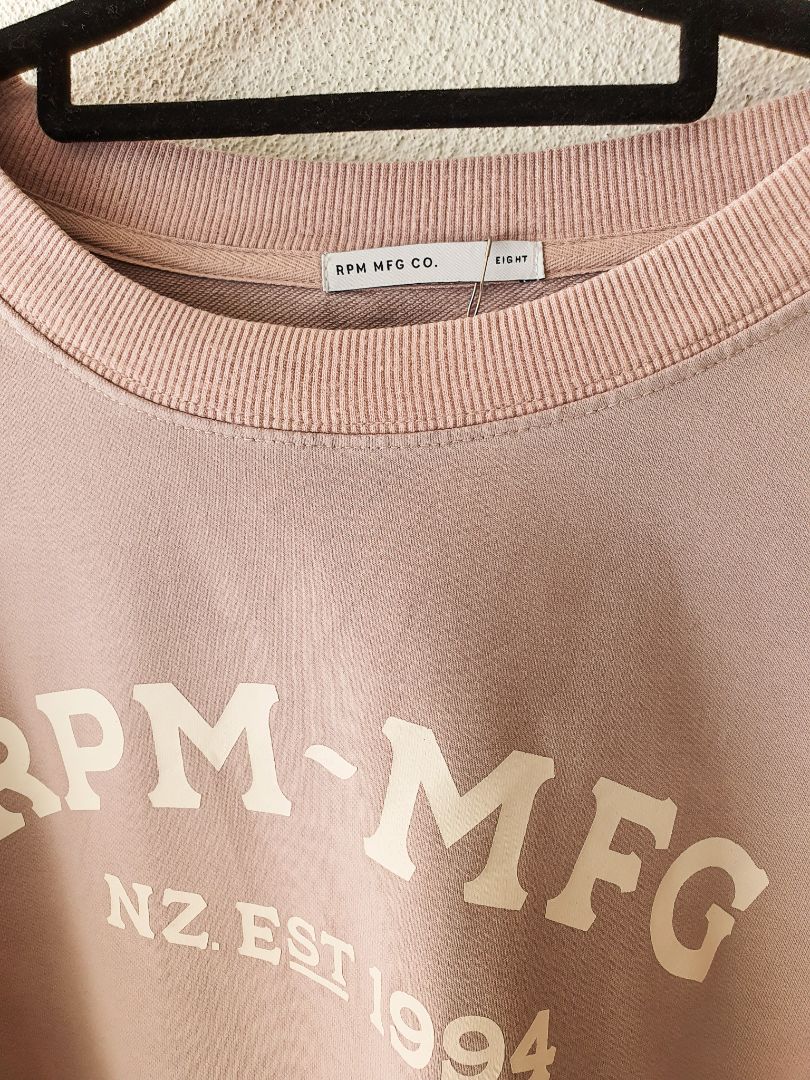 RPM MFG CO. EIGHT
RPM-MFG
NZ. EST 1994